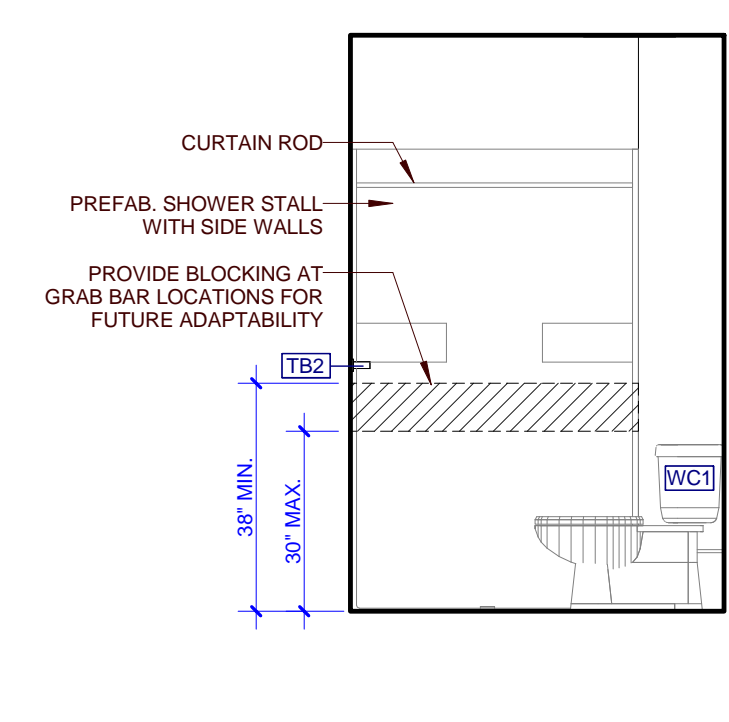 CURTAIN ROD
PREFAB. SHOWER STALL
WITH SIDE WALLS
PROVIDE BLOCKING AT
GRAB BAR LOCATIONS FOR
FUTURE ADAPTABILITY
TB2
WC1
38" MIN.
30" MAX.